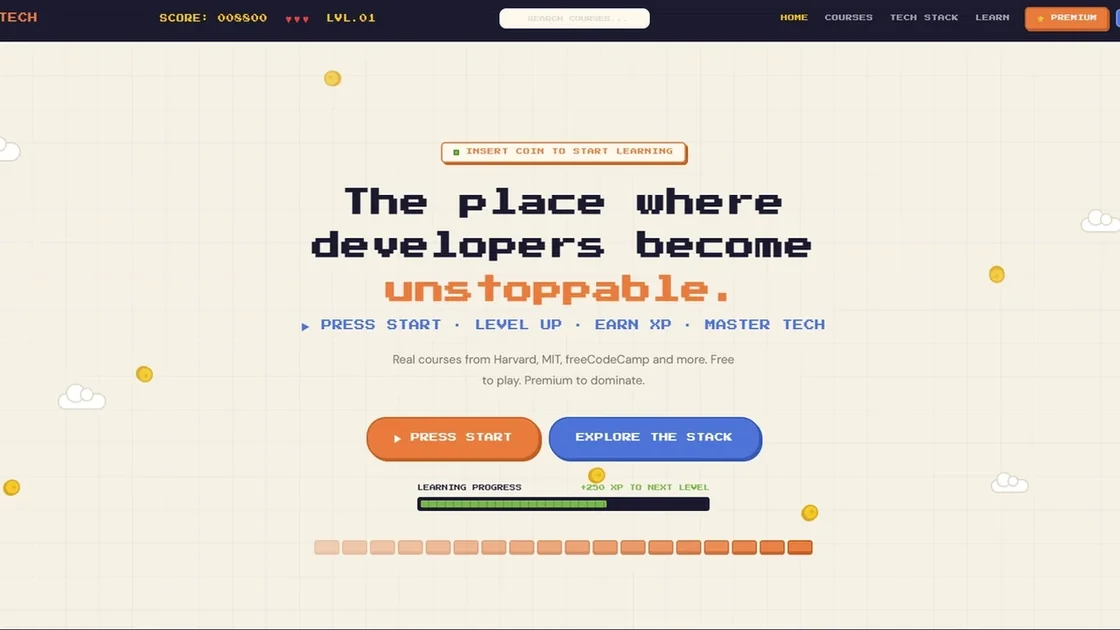 TECH
SCORE: 008800
LVL.01
SEARCH COURSES...
HOME
COURSES
TECH STACK
LEARN
PREMIUM
INSERT COIN TO START LEARNING
The place where
developers become
unstoppable.
PRESS START · LEVEL UP · EARN XP · MASTER TECH
Real courses from Harvard, MIT, freeCodeCamp and more. Free
to play. Premium to dominate.
PRESS START
EXPLORE THE STACK
LEARNING PROGRESS
+250 XP TO NEXT LEVEL